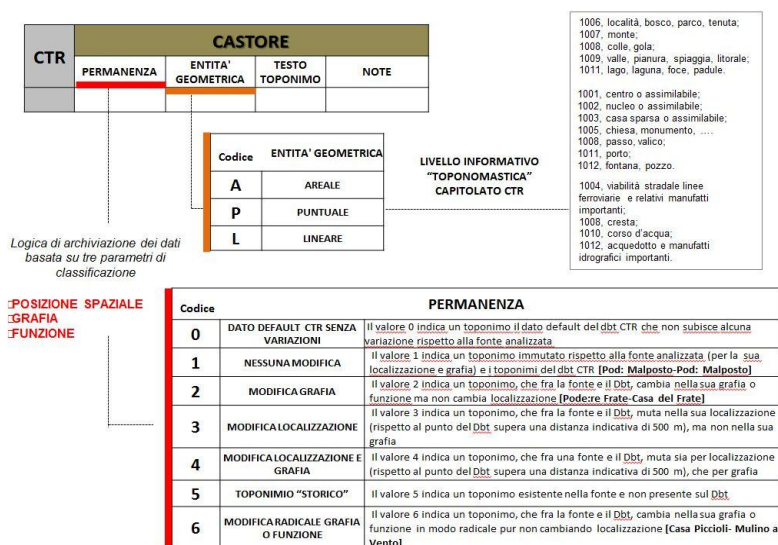 CTR
CASTORE
PERMANENZA
ENTITA'
GEOMETRICA
TESTO
TOPONIMO
NOTE
1006, località, bosco, parco, tenuta;
1007, monte;
1008, colle, gola;
1009, valle, pianura, spiaggia, litorale;
1011, lago, laguna, foce, padule.
1001, centro o assimilabile;
1002, nucleo o assimilabile;
1003, casa sparsa o assimilabile;
1005, chiesa, monumento, ....
1008, passo, valico;
1011, porto;
1012, fontana, pozzo.
1004, viabilità stradale linee
ferroviarie e relativi manufatti
importanti;
1008, cresta;
1010, corso d'acqua;
1012, acquedotto e manufatti
idrografici importanti.
Codice ENTITA' GEOMETRICA
A AREALE
P PUNTUALE
L LINEARE
LIVELLO INFORMATIVO
"TOPONOMASTICA"
CAPITOLATO CTR
Logica di archiviazione dei dati
basata su tre parametri di
classificazione
POSIZIONE SPAZIALE
GRAFIA
FUNZIONE
Codice PERMANENZA
0 DATO DEFAULT CTR SENZA
VARIAZIONI
Il valore 0 indica un toponimo il dato default del dbt CTR che non subisce alcuna
variazione rispetto alla fonte analizzata
1 NESSUNA MODIFICA
Il valore 1 indica un toponimo immutato rispetto alla fonte analizzata (per la sua
localizzazione e grafia) e i toponimi del dbt CTR [Pod: Malposto-Pod: Malposto]
2 MODIFICA GRAFIA
Il valore 2 indica un toponimo, che fra la fonte e il Dbt, cambia nella sua grafia o
funzione ma non cambia localizzazione [Pode:re Frate-Casa del Frate]
3 MODIFICA LOCALIZZAZIONE
Il valore 3 indica un toponimo, che fra la fonte e il Dbt, muta nella sua localizzazione
(rispetto al punto del Dbt supera una distanza indicativa di 500 m), ma non nella sua
grafia
4 MODIFICA LOCALIZZAZIONE E
GRAFIA
Il valore 4 indica un toponimo, che fra una fonte e il Dbt, muta sia per localizzazione
(rispetto al punto del Dbt supera una distanza indicativa di 500 m), che per grafia
5 TOPONIMIO "STORICO"
Il valore 5 indica un toponimo esistente nella fonte e non presente sul Dbt
6 MODIFICA RADICALE GRAFIA
O FUNZIONE
Il valore 6 indica un toponimo, che fra la fonte e il Dbt, cambia nella sua grafia o
funzione in modo radicale pur non cambiando localizzazione [Casa Piccioli- Mulino a
Vento]